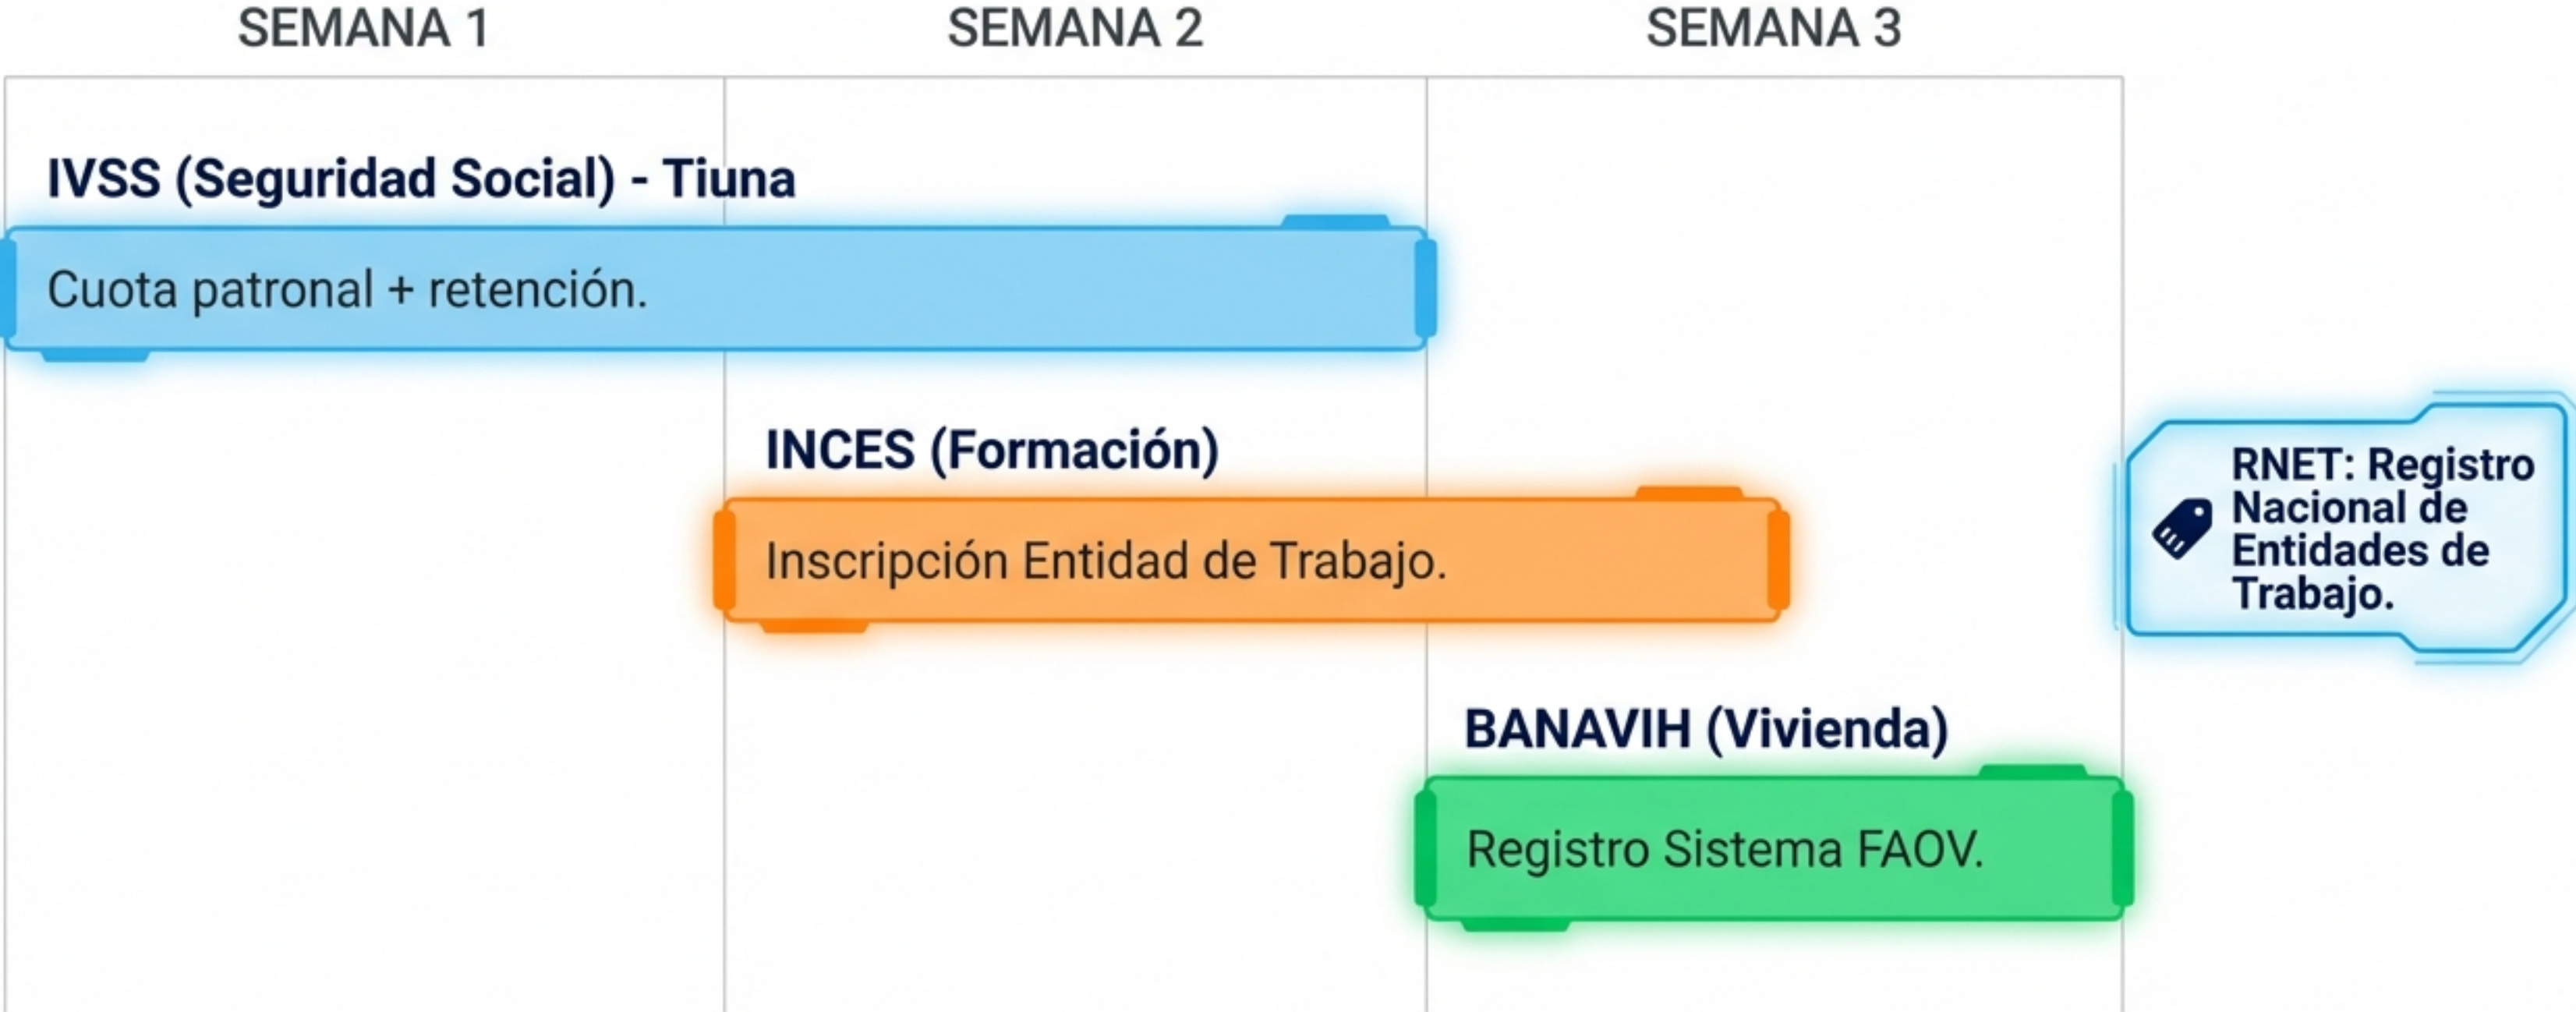 SEMANA 1
SEMANA 2
SEMANA 3
IVSS (Seguridad Social) - Tiuna
Cuota patronal + retención.
INCES (Formación)
Inscripción Entidad de Trabajo.
RNET: Registro
Nacional de
Entidades de
Trabajo.
BANAVIH (Vivienda)
Registro Sistema FAOV.